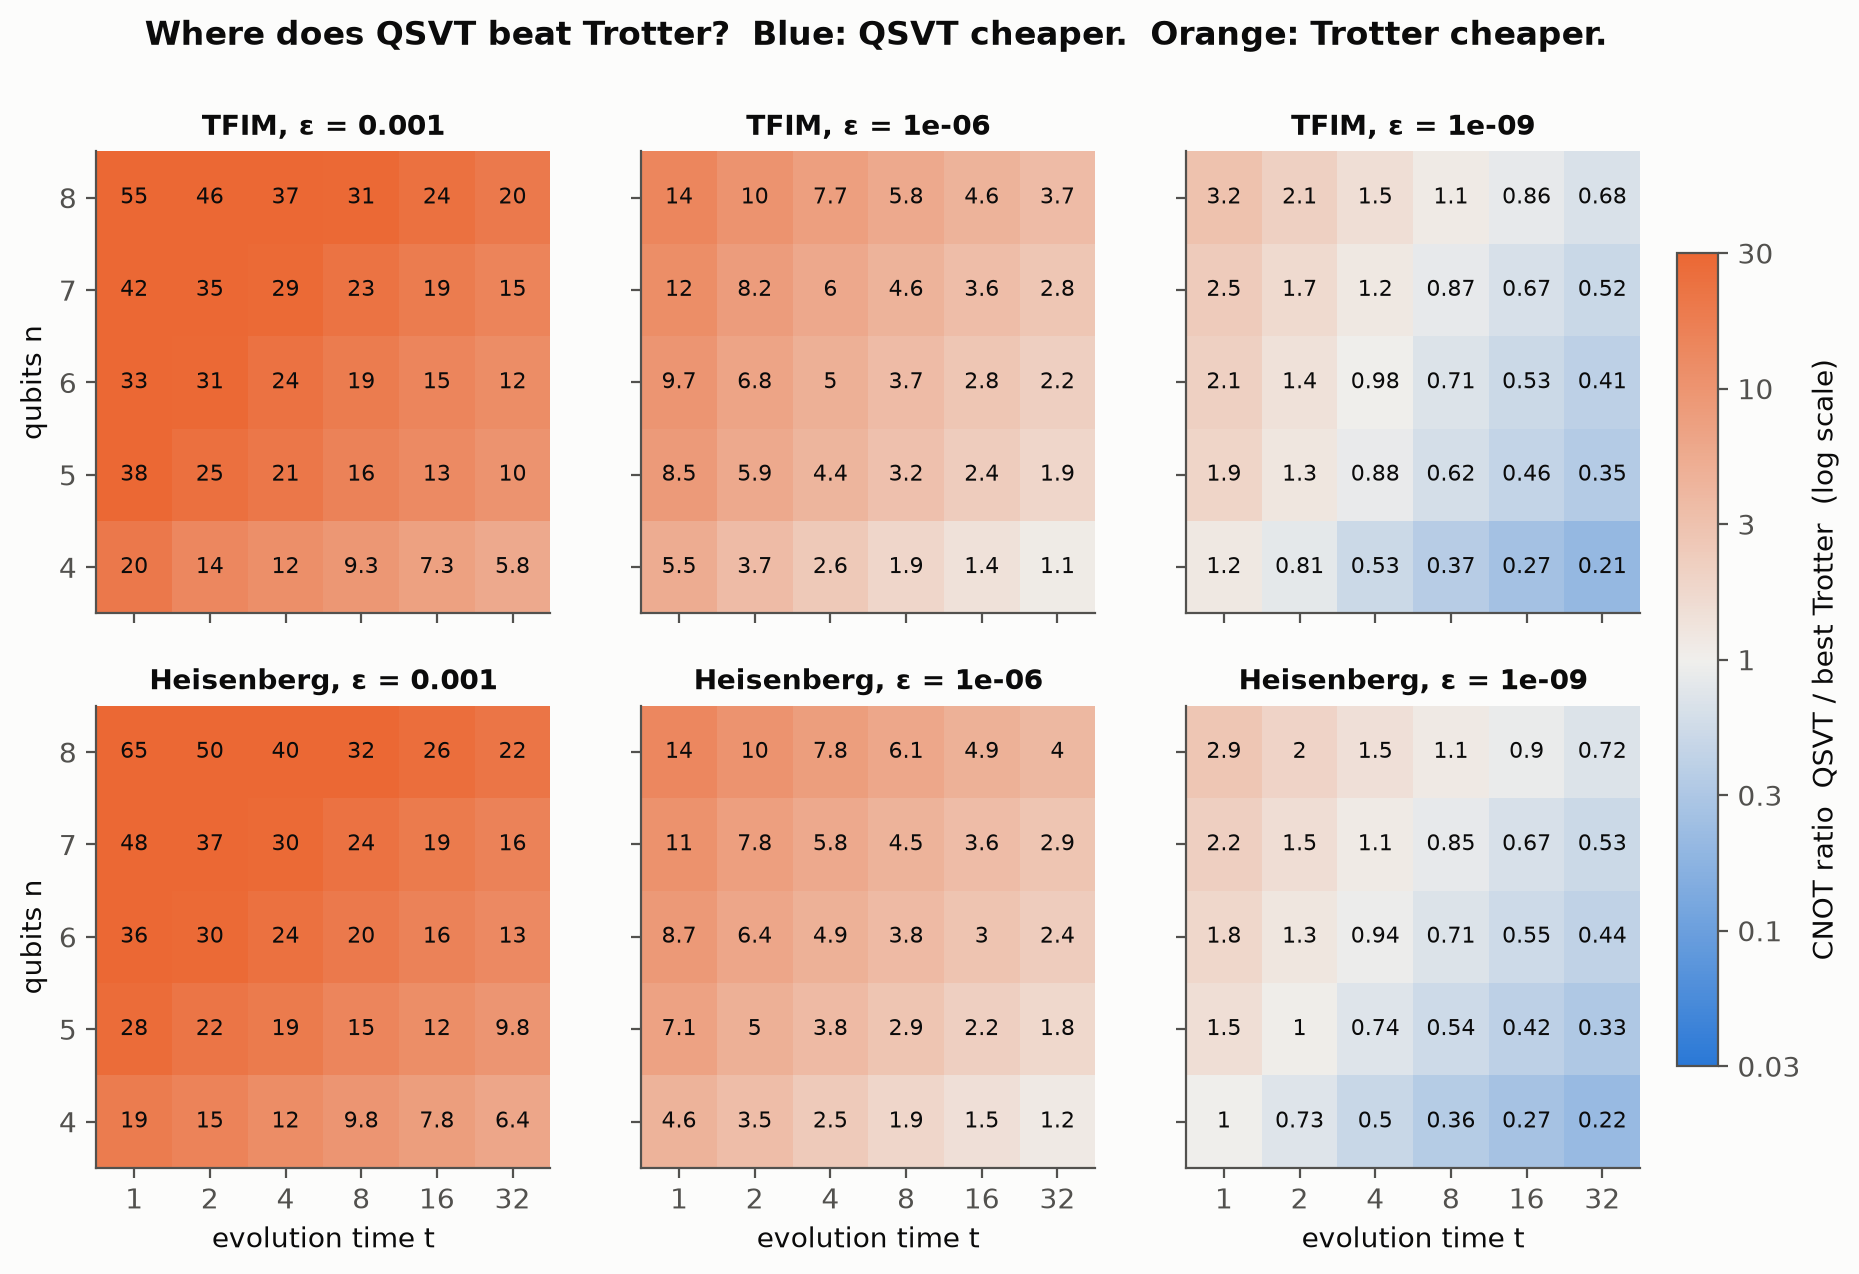 Where does QSVT beat Trotter?  Blue: QSVT cheaper.  Orange: Trotter cheaper.
TFIM, ε = 0.001
qubits n
8 55 46 37 31 24 20
7 42 35 29 23 19 15
6 33 31 24 19 15 12
5 38 25 21 16 13 10
4 20 14 12 9.3 7.3 5.8
TFIM, ε = 1e-06
14 10 7.7 5.8 4.6 3.7
12 8.2 6 4.6 3.6 2.8
9.7 6.8 5 3.7 2.8 2.2
8.5 5.9 4.4 3.2 2.4 1.9
5.5 3.7 2.6 1.9 1.4 1.1
TFIM, ε = 1e-09
3.2 2.1 1.5 1.1 0.86 0.68
2.5 1.7 1.2 0.87 0.67 0.52
2.1 1.4 0.98 0.71 0.53 0.41
1.9 1.3 0.88 0.62 0.46 0.35
1.2 0.81 0.53 0.37 0.27 0.21
Heisenberg, ε = 0.001
qubits n
8 65 50 40 32 26 22
7 48 37 30 24 19 16
6 36 30 24 20 16 13
5 28 22 19 15 12 9.8
4 19 15 12 9.8 7.8 6.4
1 2 4 8 16 32
evolution time t
Heisenberg, ε = 1e-06
14 10 7.8 6.1 4.9 4
11 7.8 5.8 4.5 3.6 2.9
8.7 6.4 4.9 3.8 3 2.4
7.1 5 3.8 2.9 2.2 1.8
4.6 3.5 2.5 1.9 1.5 1.2
1 2 4 8 16 32
evolution time t
Heisenberg, ε = 1e-09
2.9 2 1.5 1.1 0.9 0.72
2.2 1.5 1.1 0.85 0.67 0.53
1.8 1.3 0.94 0.71 0.55 0.44
1.5 1 0.74 0.54 0.42 0.33
1 0.73 0.5 0.36 0.27 0.22
1 2 4 8 16 32
evolution time t
30
10
3
1
0.3
0.1
0.03
CNOT ratio  QSVT / best Trotter  (log scale)